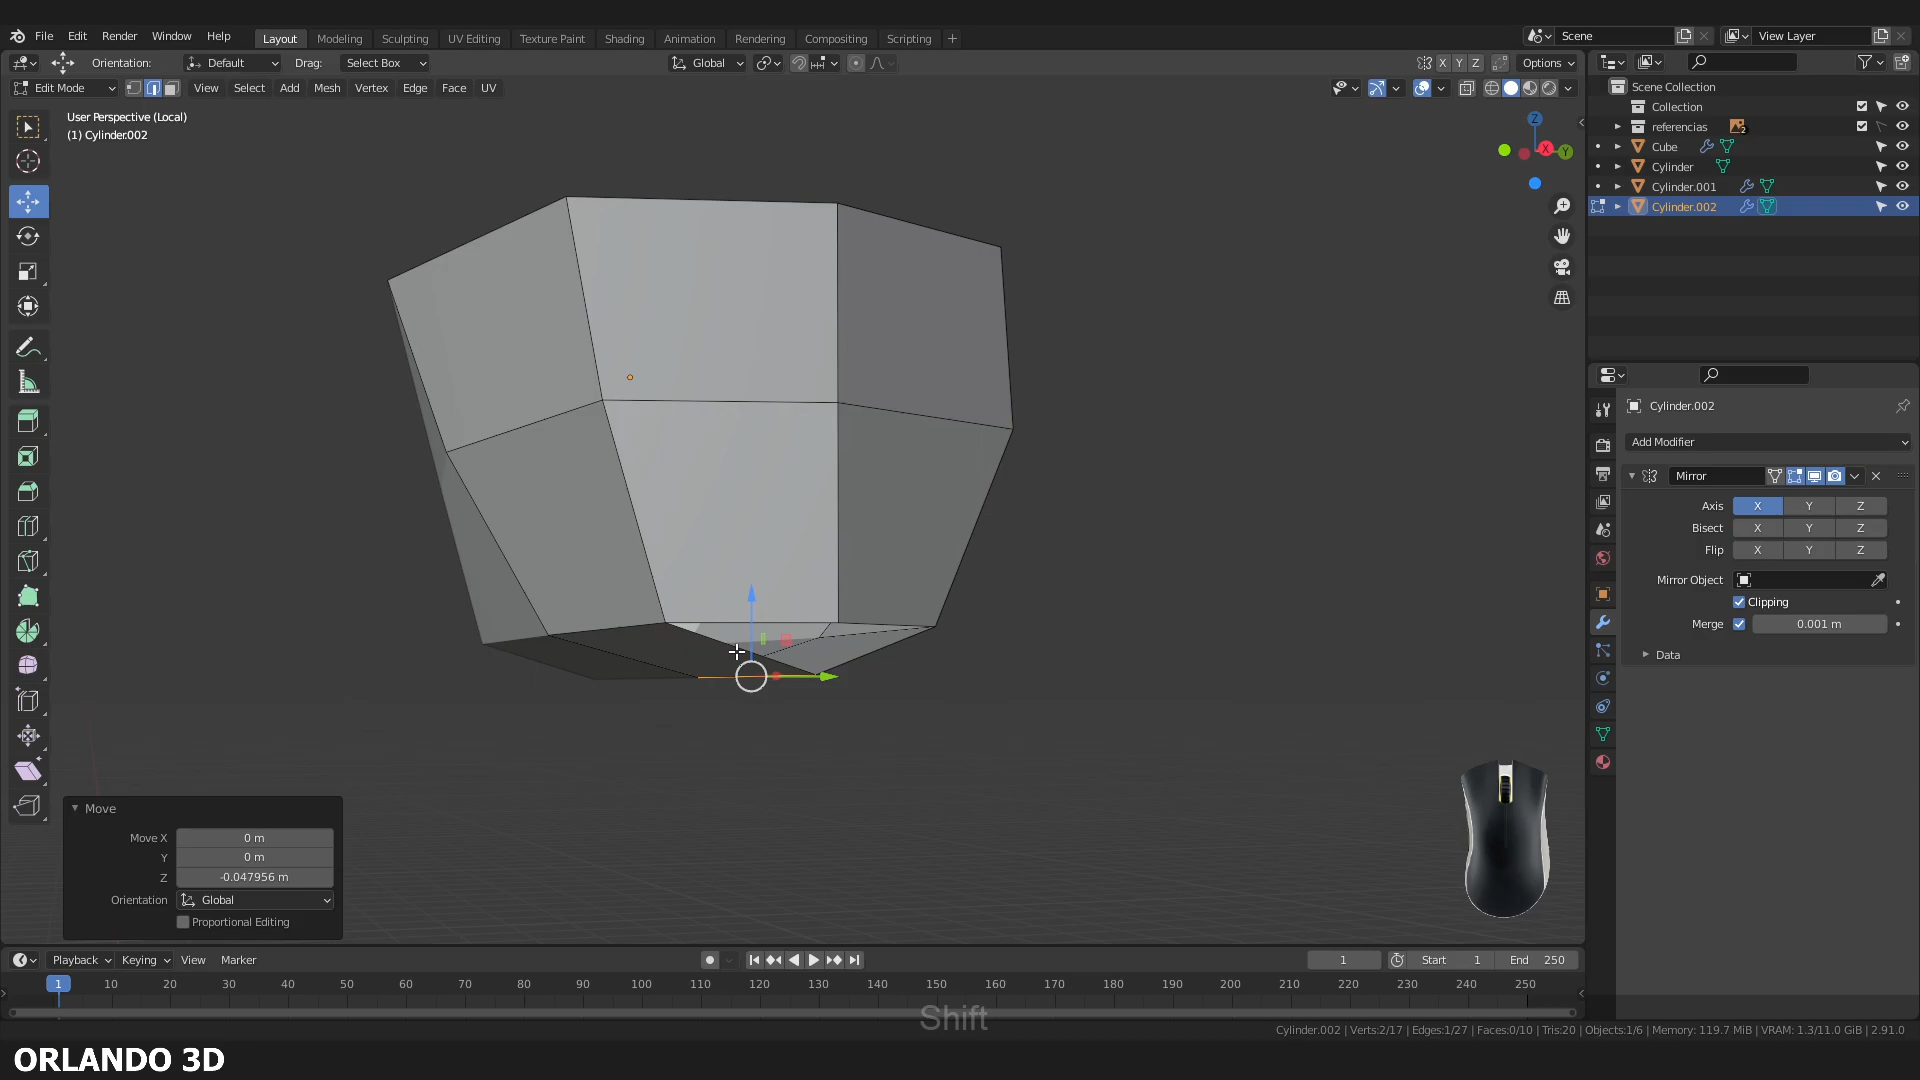 File Edit Render Window Help Layout Modeling Sculpting UV Editing Texture Paint Shading Animation Rendering Compositing Scripting + Scene View Layer
Orientation: Default Drag: Select Box Global X Y Z Options
Edit Mode View Select Add Mesh Vertex Edge Face UV
User Perspective (Local)
(1) Cylinder.002
Z
X
Y
Scene Collection
Collection
referencias 2
Cube
Cylinder
Cylinder.001
Cylinder.002
Cylinder.002
Add Modifier
Mirror
Axis X Y Z
Bisect X Y Z
Flip X Y Z
Mirror Object
Clipping
Merge 0.001 m
Data
Move
Move X 0 m
Y 0 m
Z -0.047956 m
Orientation Global
Proportional Editing
Playback Keying View Marker 1 Start 1 End 250
1 10 20 30 40 50 60 70 80 90 100 110 120 130 140 150 160 170 180 190 200 210 220 230 240 250
Shift
Cylinder.002 | Verts:2/17 | Edges:1/27 | Faces:0/10 | Tris:20 | Objects:1/6 | Memory: 119.7 MiB | VRAM: 1.3/11.0 GiB | 2.91.0
ORLANDO 3D